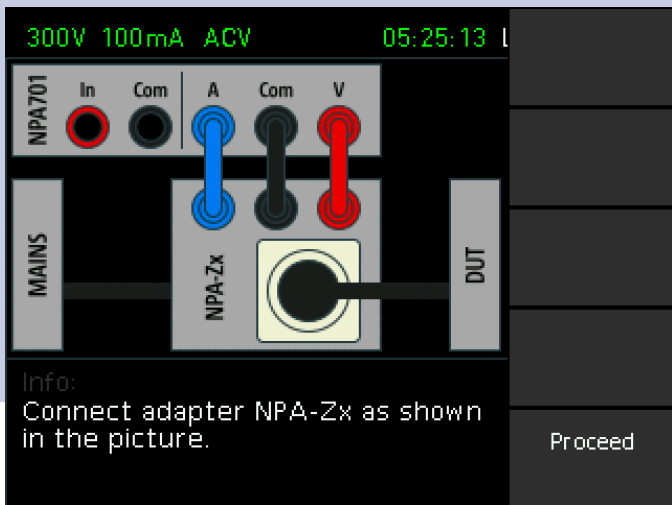 300V 100mA ACV 05:25:13
NPA701
In Com A Com V
MAINS
NPA-Zx
DUT
Info:
Connect adapter NPA-Zx as shown
in the picture.
Proceed